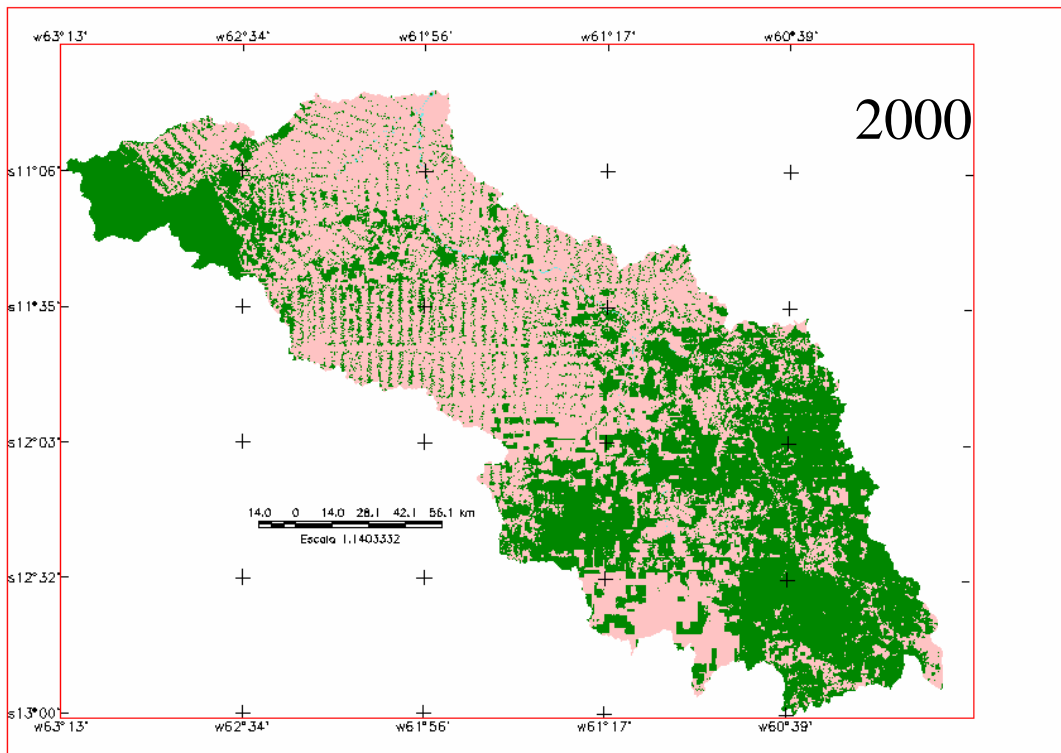 w63°13' w62°34' w61°56' w61°17' w60°39'
2000
s11°06'
s11°35'
s12°03'
14.0 0 14.0 28.1 42.1 56.1 km
Escala 1:1403332
s12°32'
s13°00'
w63°13' w62°34' w61°56' w61°17' w60°39'